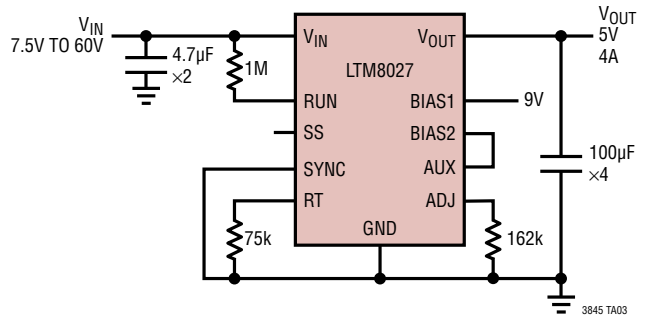 VIN
7.5V TO 60V
4.7µF
×2
1M
VIN
RUN
SS
SYNC
RT
LTM8027
GND
VOUT
BIAS1
BIAS2
AUX
ADJ
75k
162k
9V
VOUT
5V
4A
100µF
×4
3845 TA03